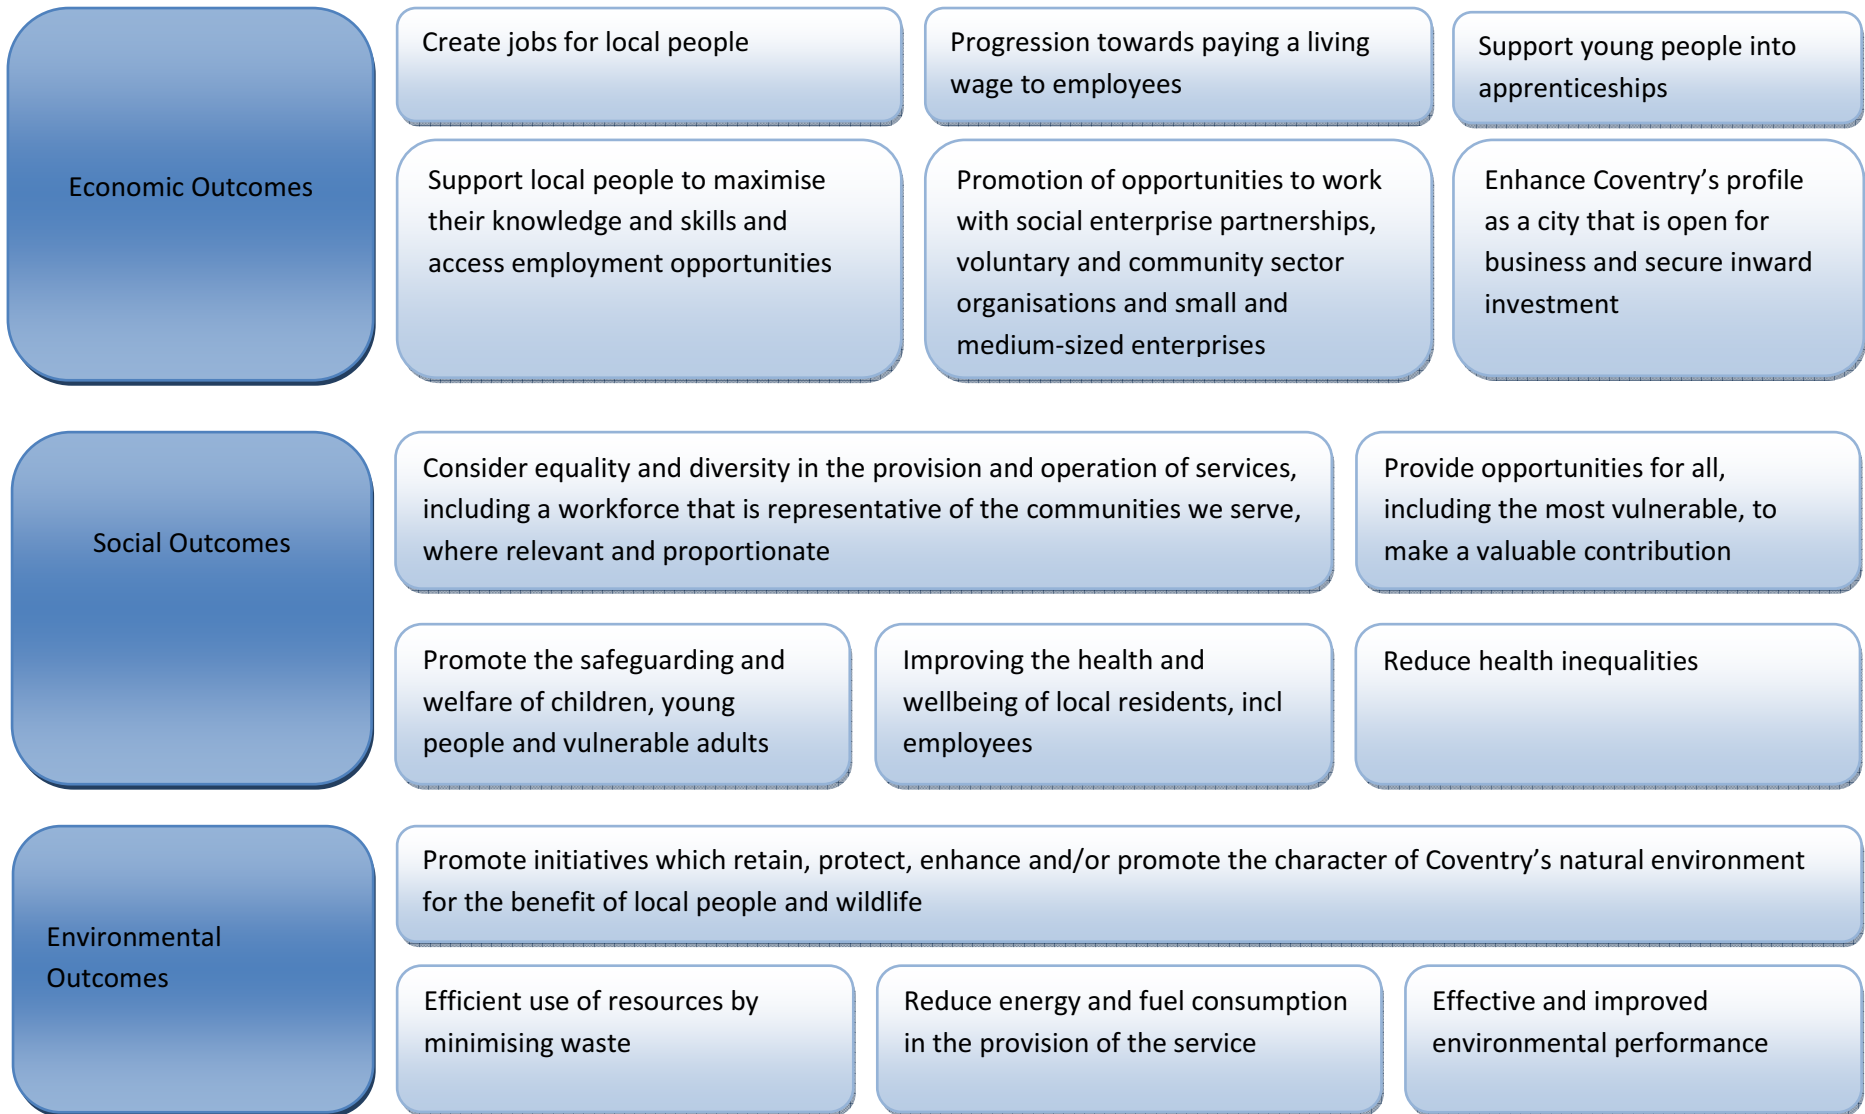 Economic Outcomes
Create jobs for local people
Progression towards paying a living
wage to employees
Support young people into
apprenticeships
Support local people to maximise
their knowledge and skills and
access employment opportunities
Promotion of opportunities to work
with social enterprise partnerships,
voluntary and community sector
organisations and small and
medium-sized enterprises
Enhance Coventry’s profile
as a city that is open for
business and secure inward
investment
Social Outcomes
Consider equality and diversity in the provision and operation of services,
including a workforce that is representative of the communities we serve,
where relevant and proportionate
Provide opportunities for all,
including the most vulnerable, to
make a valuable contribution
Promote the safeguarding and
welfare of children, young
people and vulnerable adults
Improving the health and
wellbeing of local residents, incl
employees
Reduce health inequalities
Environmental
Outcomes
Promote initiatives which retain, protect, enhance and/or promote the character of Coventry’s natural environment
for the benefit of local people and wildlife
Efficient use of resources by
minimising waste
Reduce energy and fuel consumption
in the provision of the service
Effective and improved
environmental performance